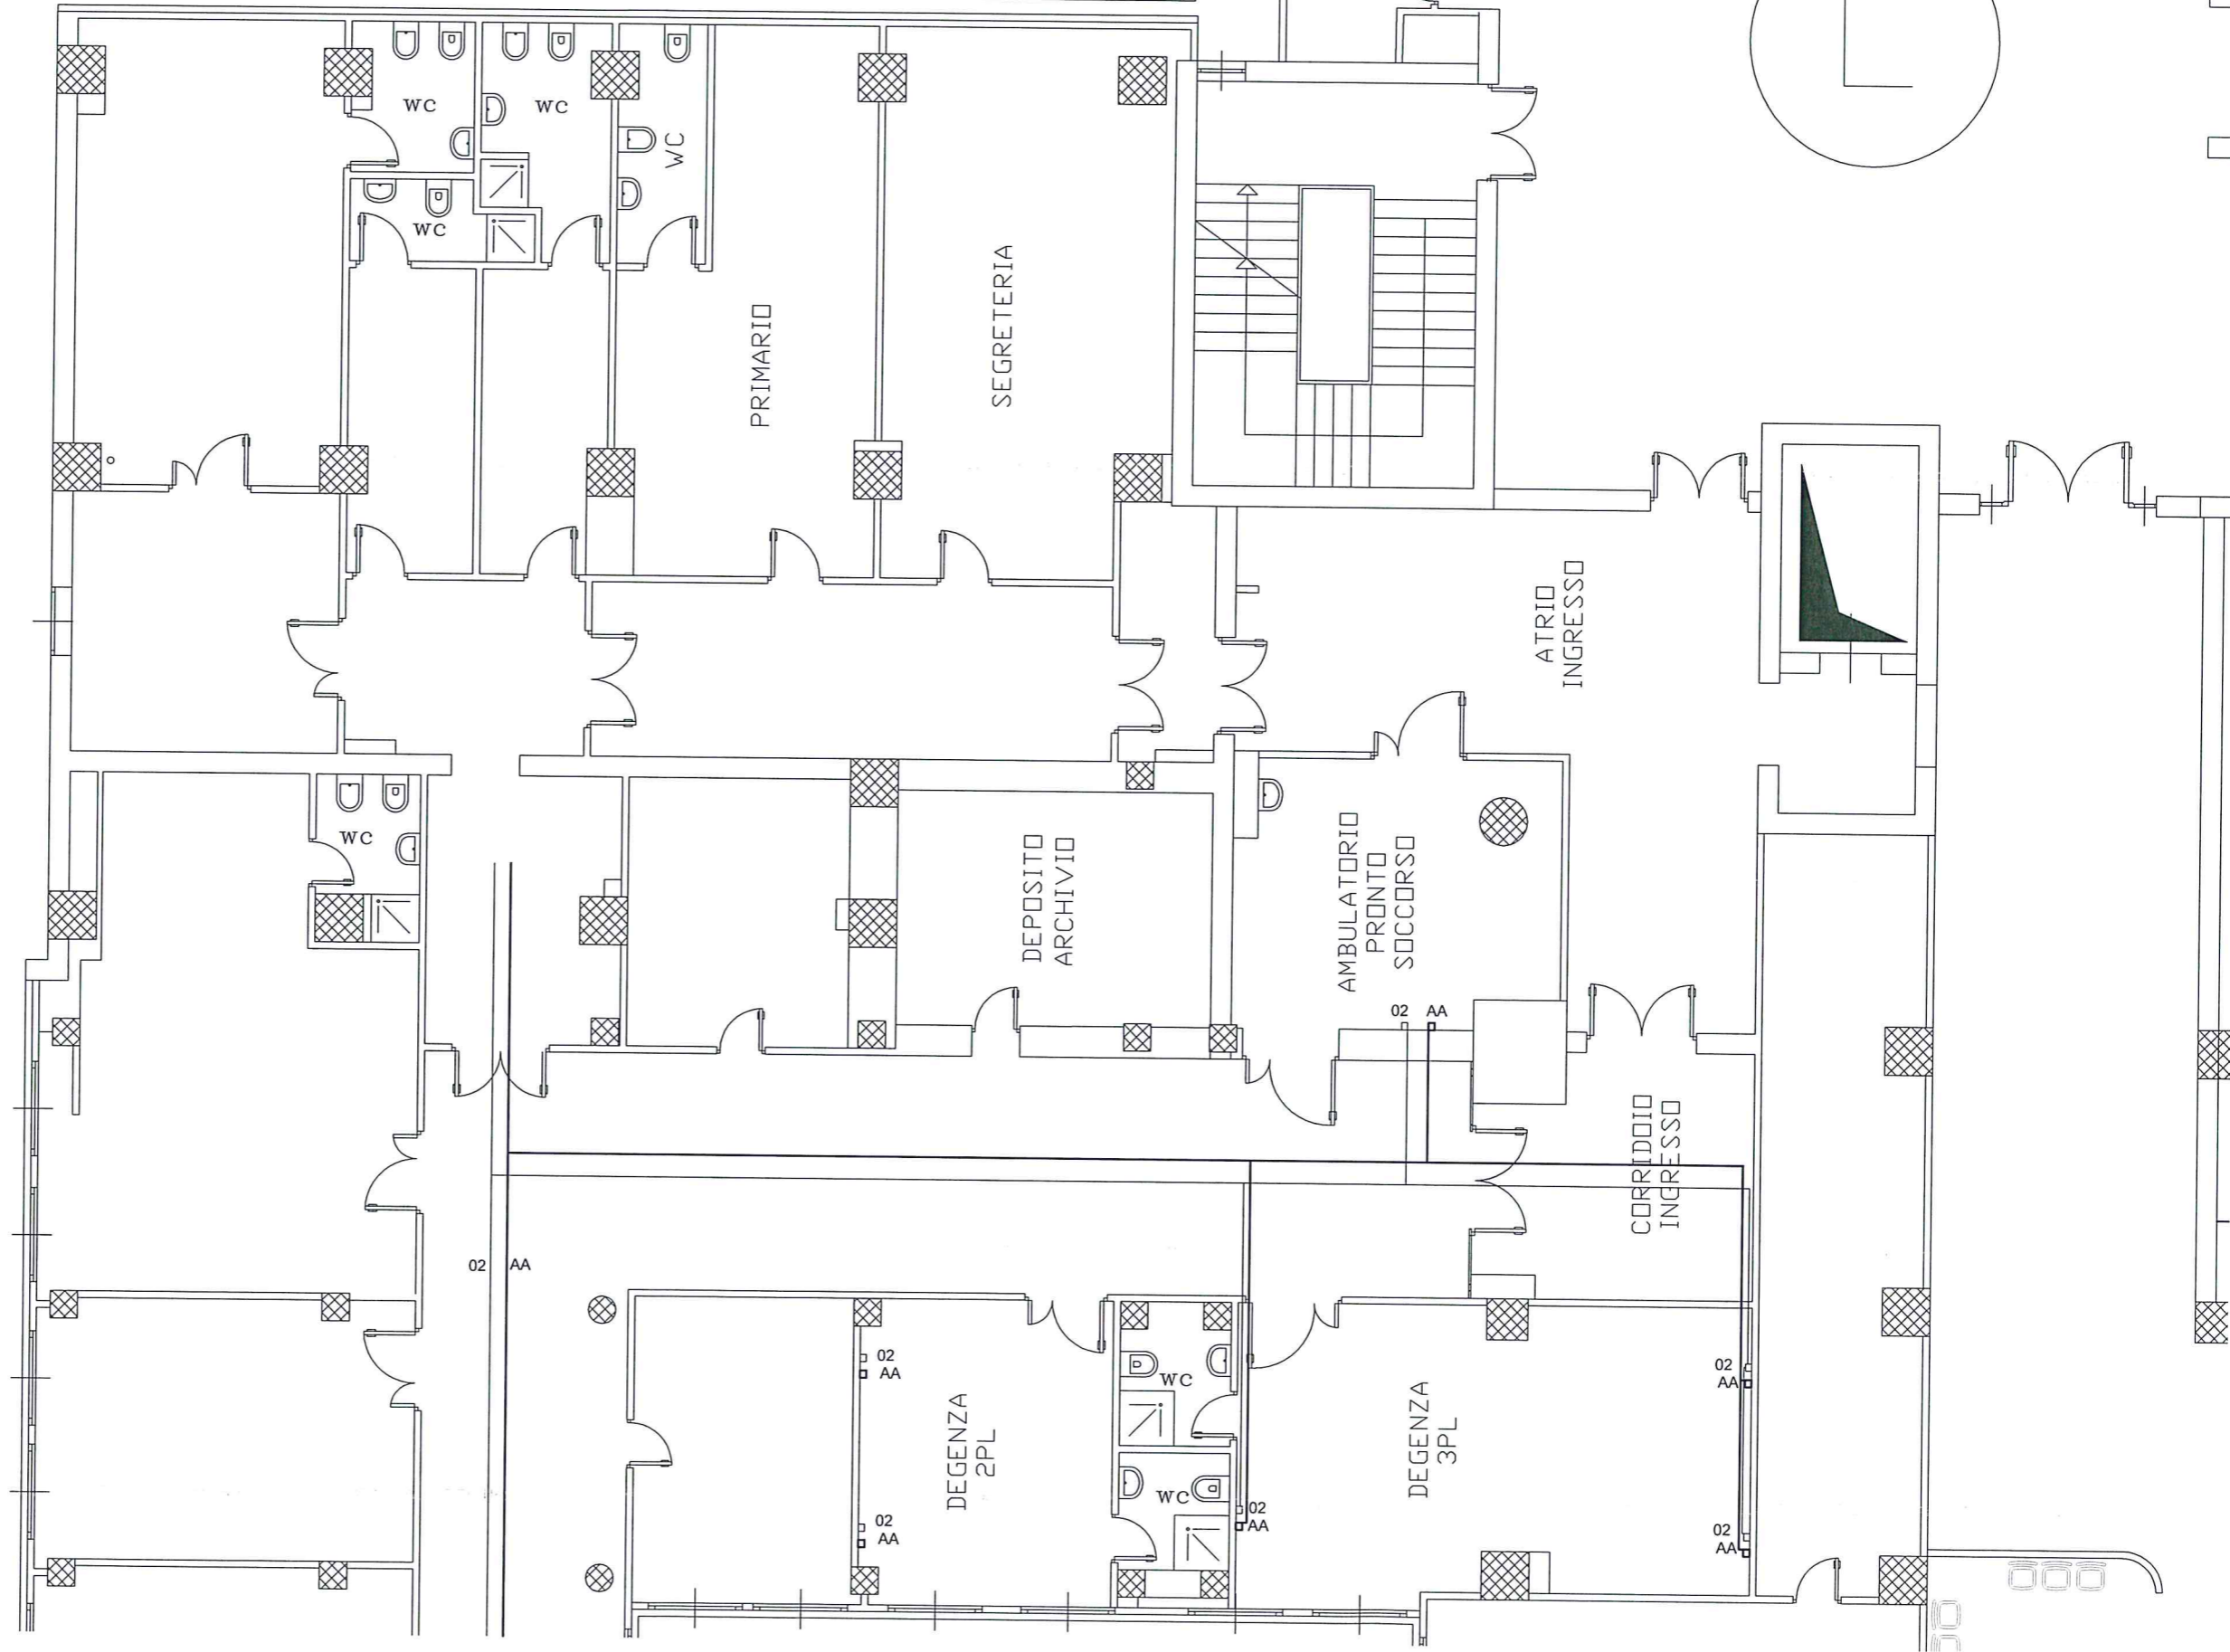 WC
WC
WC
WC
PRIMARIO
SEGRETERIA
ATRIO
INGRESSO
WC
DEPOSITO
ARCHIVIO
AMBULATORIO
PRONTO
SOCCORSO
02 AA
CORRIDOIO
INGRESSO
02 AA
02
AA
WC
DEGENZA
2PL
DEGENZA
3PL
02
AA
WC
02
AA
02
AA
02
AA